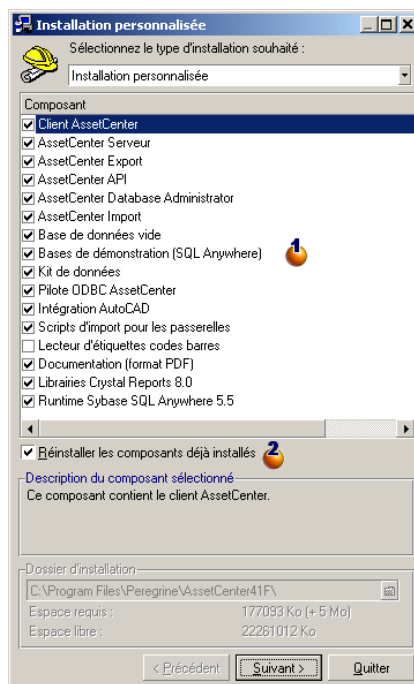 Installation personnalisée
Sélectionnez le type d'installation souhaité :
Installation personnalisée
Composant
Client AssetCenter
AssetCenter Serveur
AssetCenter Export
AssetCenter API
AssetCenter Database Administrator
AssetCenter Import
Base de données vide
Bases de démonstration (SQL Anywhere)
1
Kit de données
Pilote ODBC AssetCenter
Intégration AutoCAD
Scripts d'import pour les passerelles
Lecteur d'étiquettes codes barres
Documentation (format PDF)
Librairies Crystal Reports 8.0
Runtime Sybase SQL Anywhere 5.5
Réinstaller les composants déjà installés
2
Description du composant sélectionné
Ce composant contient le client AssetCenter.
Dossier d'installation
C:\Program Files\Peregrine\AssetCenter41F\
Espace requis : 177093 Ko (+ 5 Mo)
Espace libre : 22261012 Ko
< Précédent Suivant > Quitter